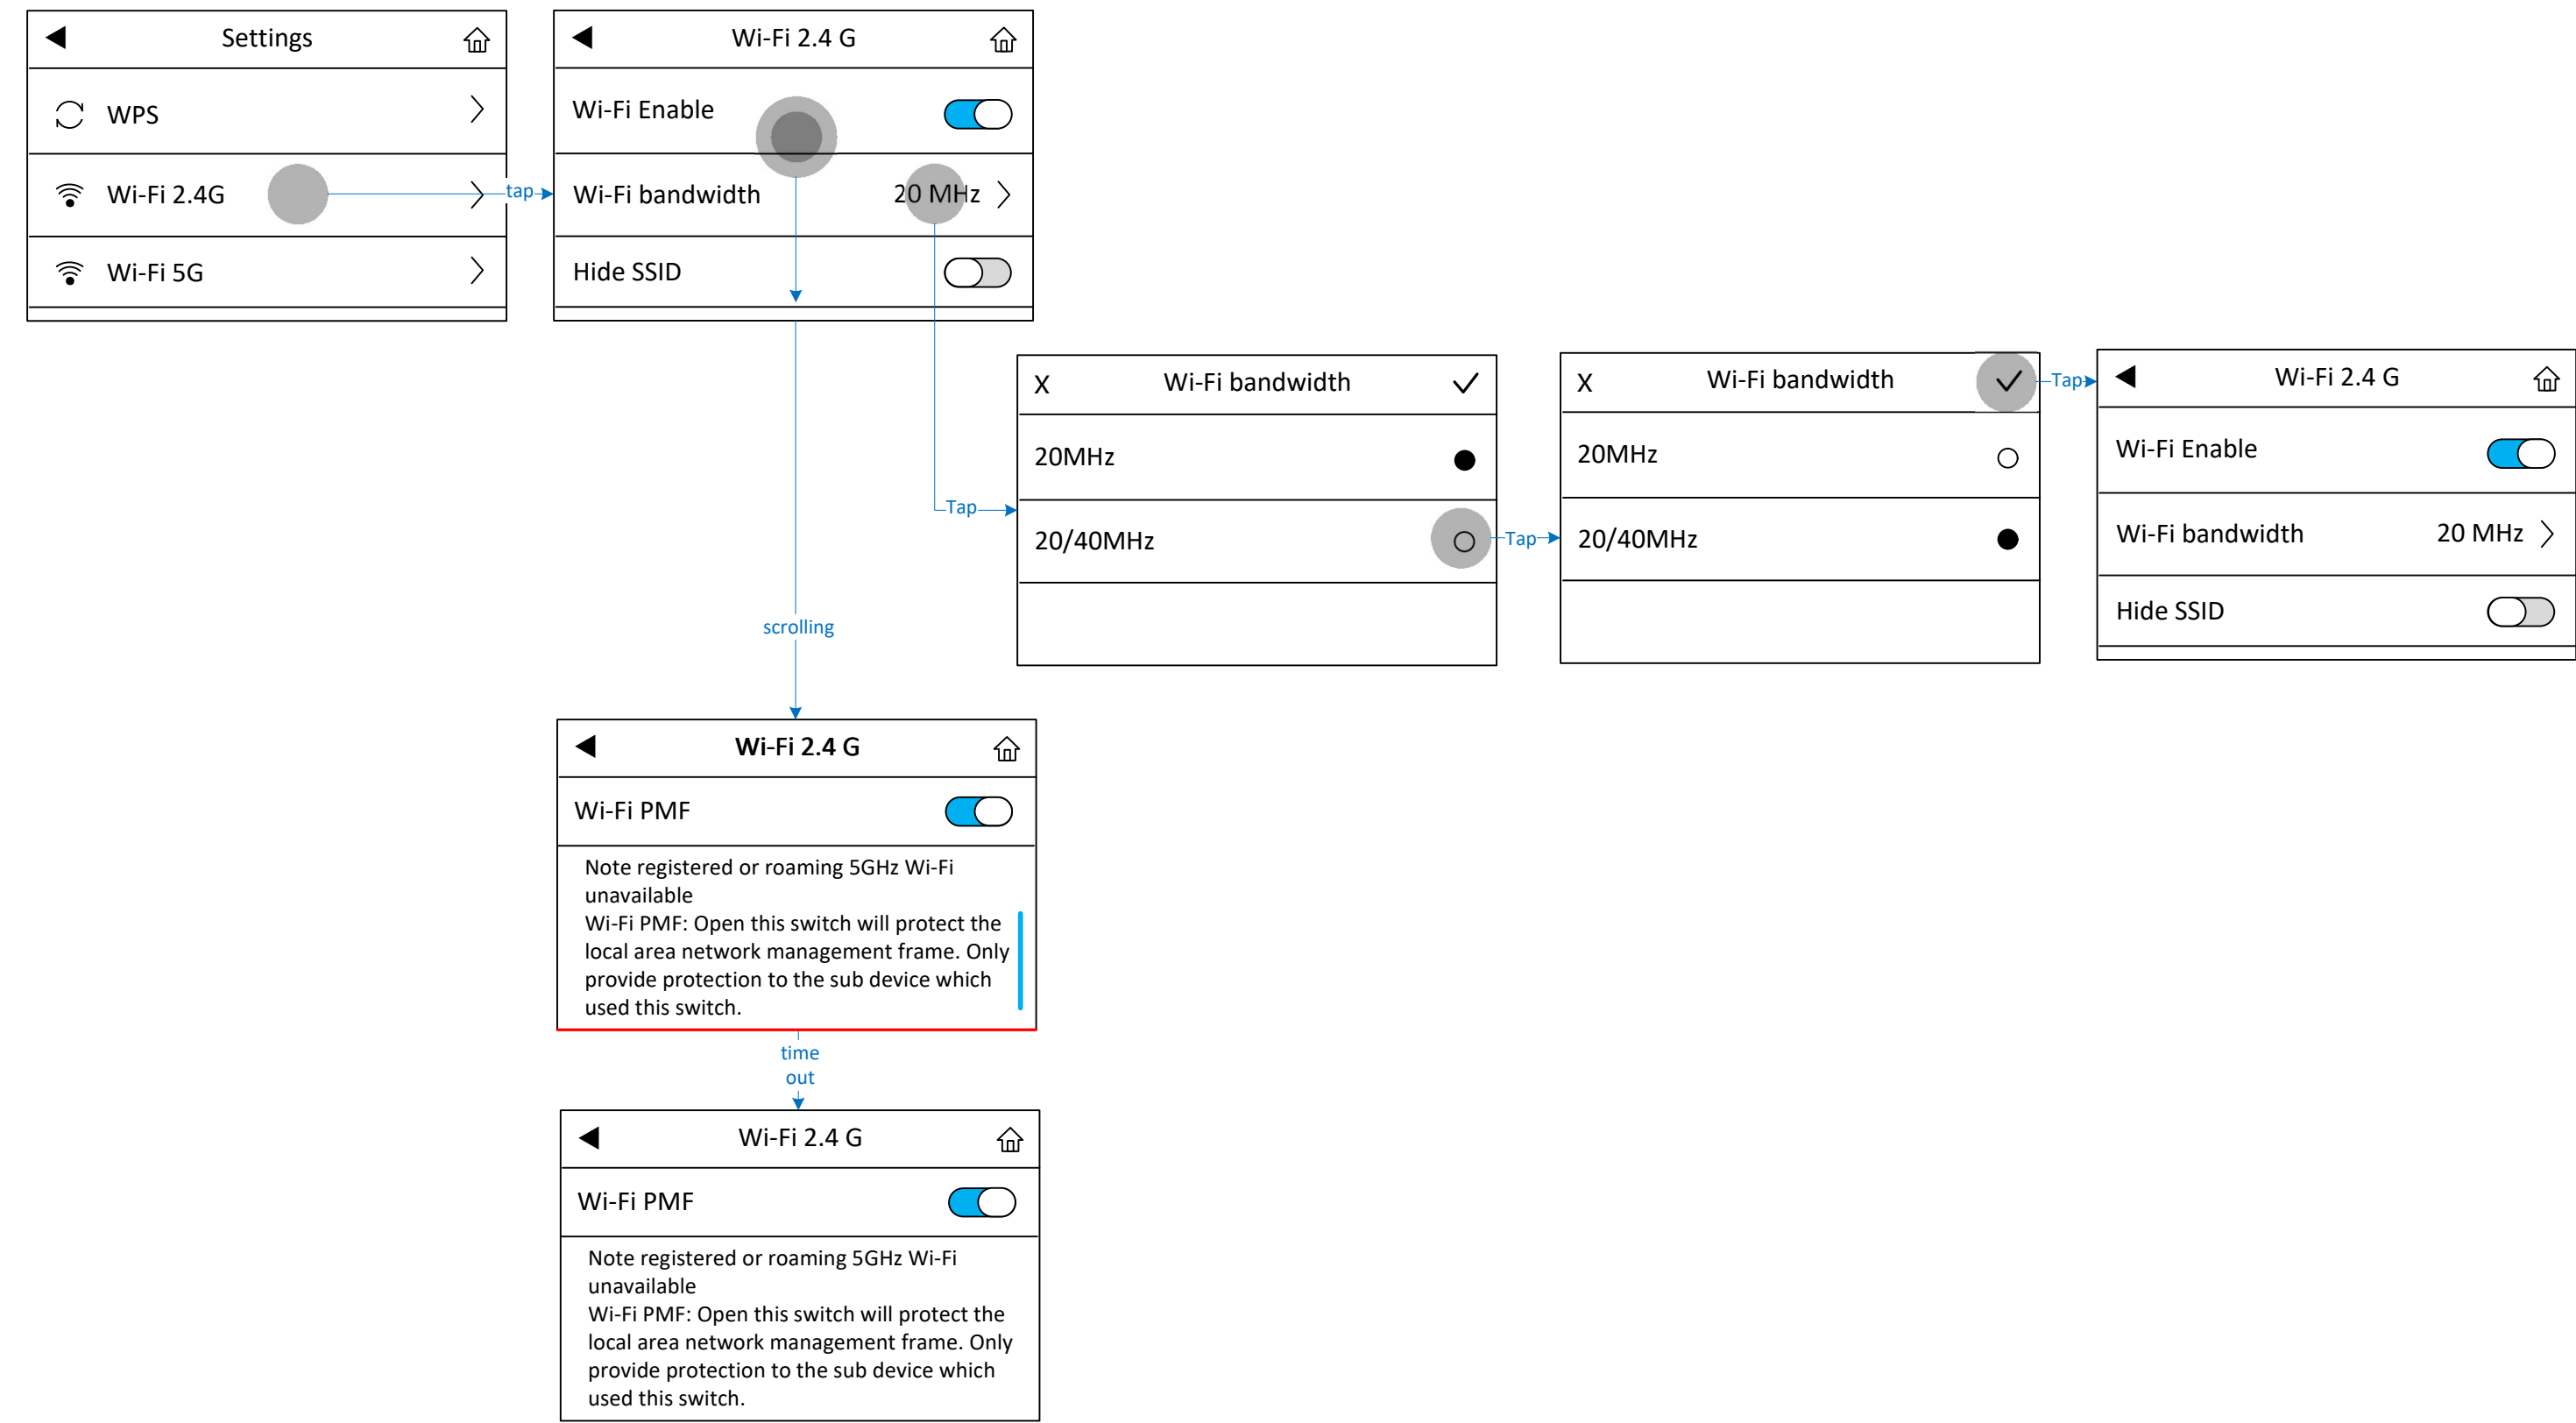 Settings
WPS
Wi-Fi 2.4G
Wi-Fi 5G
tap
Wi-Fi 2.4 G
Wi-Fi Enable
Wi-Fi bandwidth 20 MHz
Hide SSID
Tap
X Wi-Fi bandwidth
20MHz
20/40MHz
Tap
X Wi-Fi bandwidth
20MHz
20/40MHz
Tap
Wi-Fi 2.4 G
Wi-Fi Enable
Wi-Fi bandwidth 20 MHz
Hide SSID
scrolling
Wi-Fi 2.4 G
Wi-Fi PMF
Note registered or roaming 5GHz Wi-Fi
unavailable
Wi-Fi PMF: Open this switch will protect the
local area network management frame. Only
provide protection to the sub device which
used this switch.
time
out
Wi-Fi 2.4 G
Wi-Fi PMF
Note registered or roaming 5GHz Wi-Fi
unavailable
Wi-Fi PMF: Open this switch will protect the
local area network management frame. Only
provide protection to the sub device which
used this switch.